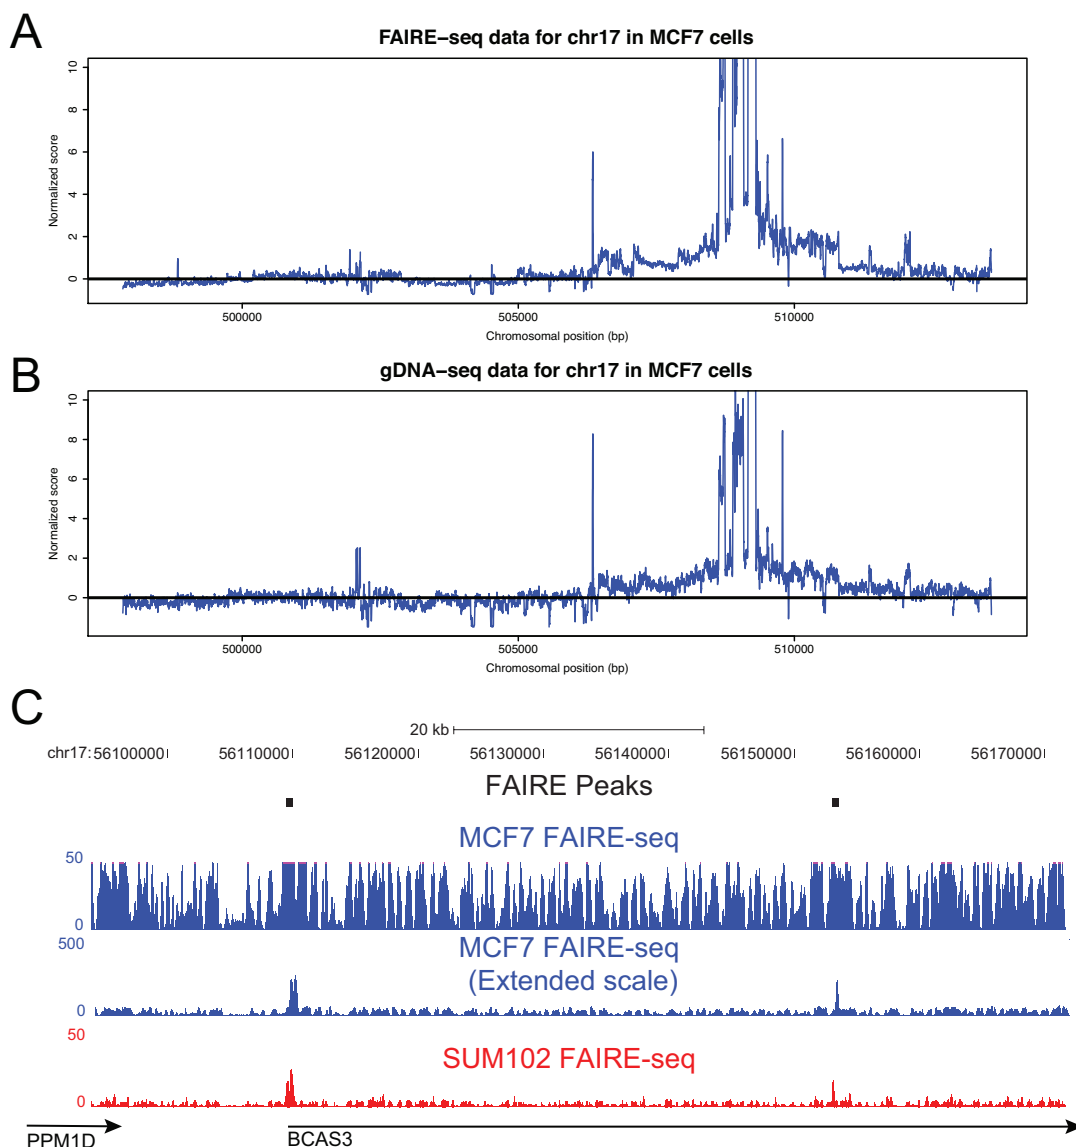 A
FAIRE–seq data for chr17 in MCF7 cells
Normalized score
10
8
6
4
2
0
500000 505000 510000
Chromosomal position (bp)
B
gDNA–seq data for chr17 in MCF7 cells
Normalized score
10
8
6
4
2
0
500000 505000 510000
Chromosomal position (bp)
C
20 kb
chr17: 56100000 56110000 56120000 56130000 56140000 56150000 56160000 56170000
FAIRE Peaks
MCF7 FAIRE-seq
50
0
MCF7 FAIRE-seq
(Extended scale)
500
0
SUM102 FAIRE-seq
50
0
PPM1D BCAS3